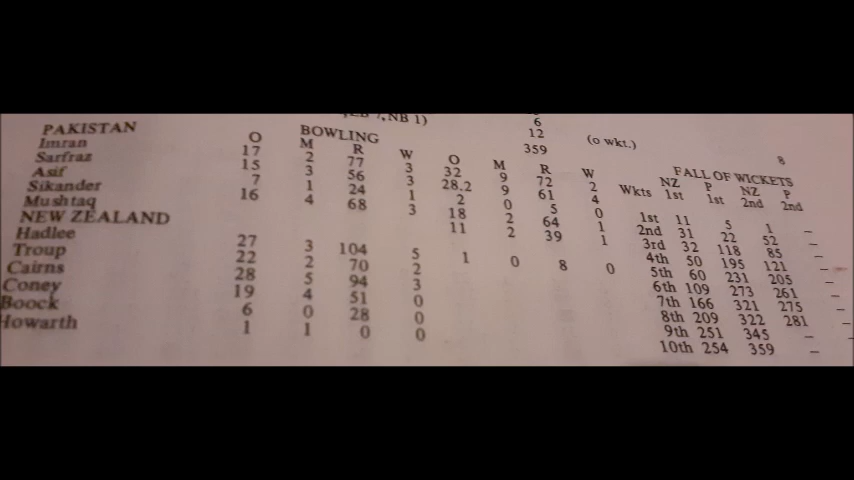 7, NB 1)
6
12
359 (o wkt.)
8
PAKISTAN BOWLING
O M R W O M R W
Imran 17 2 77 3 32 9 72 2
Sarfraz 15 3 56 3 28.2 9 61 4
Asif 7 1 24 1 2 0 5 0
Sikander 16 4 68 3 18 2 64 1
Mushtaq 11 2 39 1
NEW ZEALAND
Hadlee 27 3 104 5 1 0 8 0
Troup 22 2 70 2
Cairns 28 5 94 3
Coney 19 4 51 0
Boock 6 0 28 0
Howarth 1 1 0 0
FALL OF WICKETS
NZ P NZ P
Wkts 1st 1st 2nd 2nd
1st 11 5 1 –
2nd 31 22 52 –
3rd 32 118 85 –
4th 50 195 121 –
5th 60 231 205 –
6th 109 273 261 –
7th 166 321 275 –
8th 209 322 281 –
9th 251 345 – –
10th 254 359 –